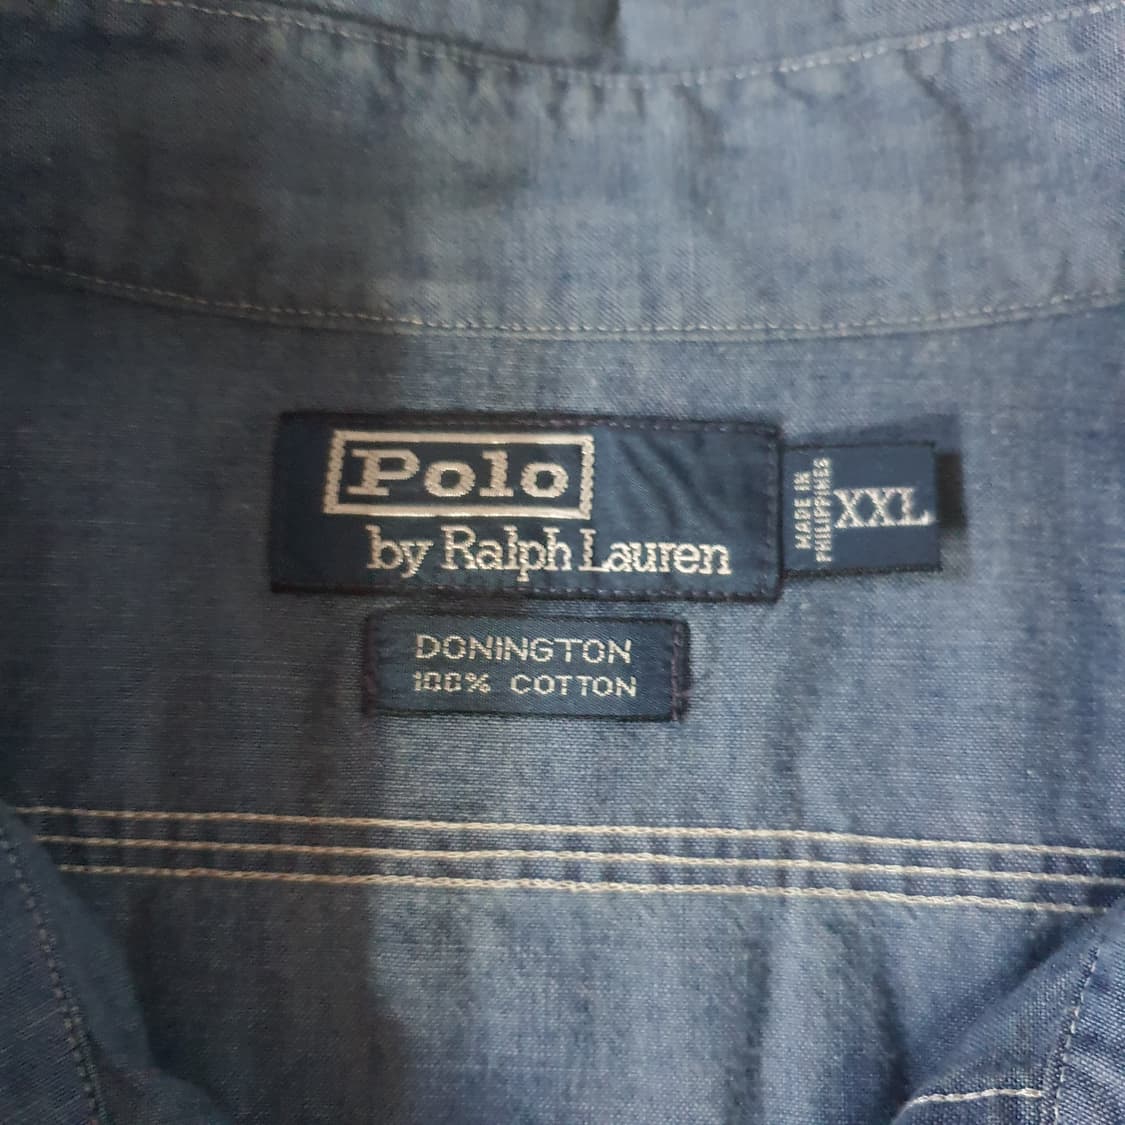 Polo
by Ralph Lauren
MADE IN
PHILIPPINES
XXL
DONINGTON
100% COTTON